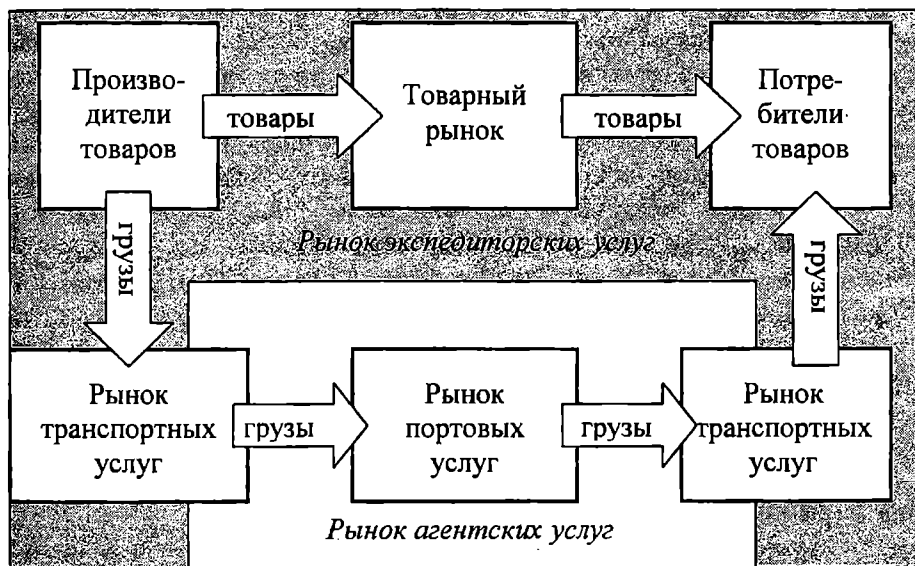 Произво-
дители
товаров
товары
Товарный
рынок
товары
Потре-
бители
товаров
грузы
Рынок экспедиторских услуг
грузы
Рынок
транспортных
услуг
грузы
Рынок
портовых
услуг
грузы
Рынок
транспортных
услуг
Рынок агентских услуг